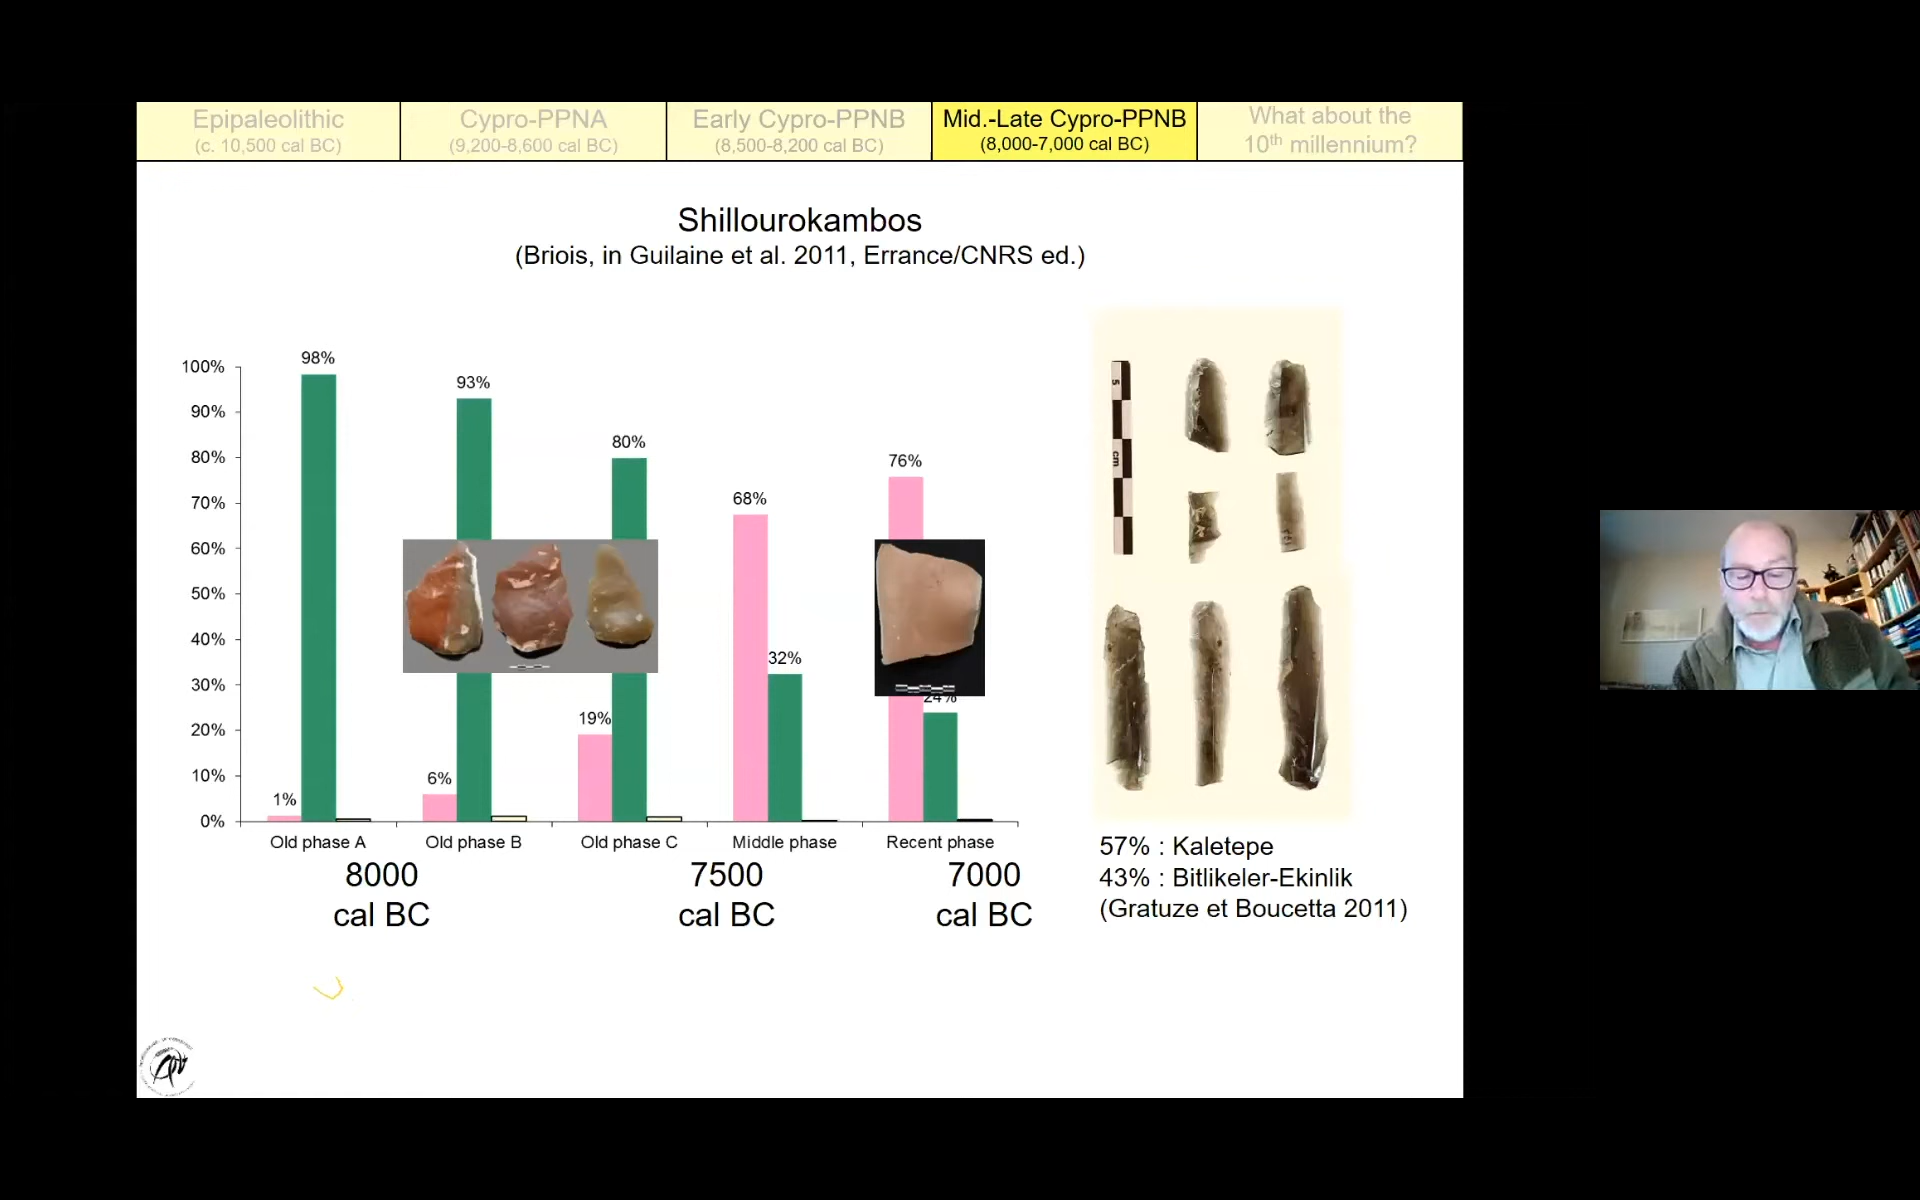 Epipaleolithic
(c. 10,500 cal BC)
Cypro-PPNA
(9,200-8,600 cal BC)
Early Cypro-PPNB
(8,500-8,200 cal BC)
Mid.-Late Cypro-PPNB
(8,000-7,000 cal BC)
What about the
10th millennium?
Shillourokambos
(Briois, in Guilaine et al. 2011, Errance/CNRS ed.)
100%
90%
80%
70%
60%
50%
40%
30%
20%
10%
0%
1%
98%
6%
93%
19%
80%
68%
32%
76%
24%
Old phase A
Old phase B
Old phase C
Middle phase
Recent phase
8000
cal BC
7500
cal BC
7000
cal BC
5
cm
57% : Kaletepe
43% : Bitlikeler-Ekinlik
(Gratuze et Boucetta 2011)